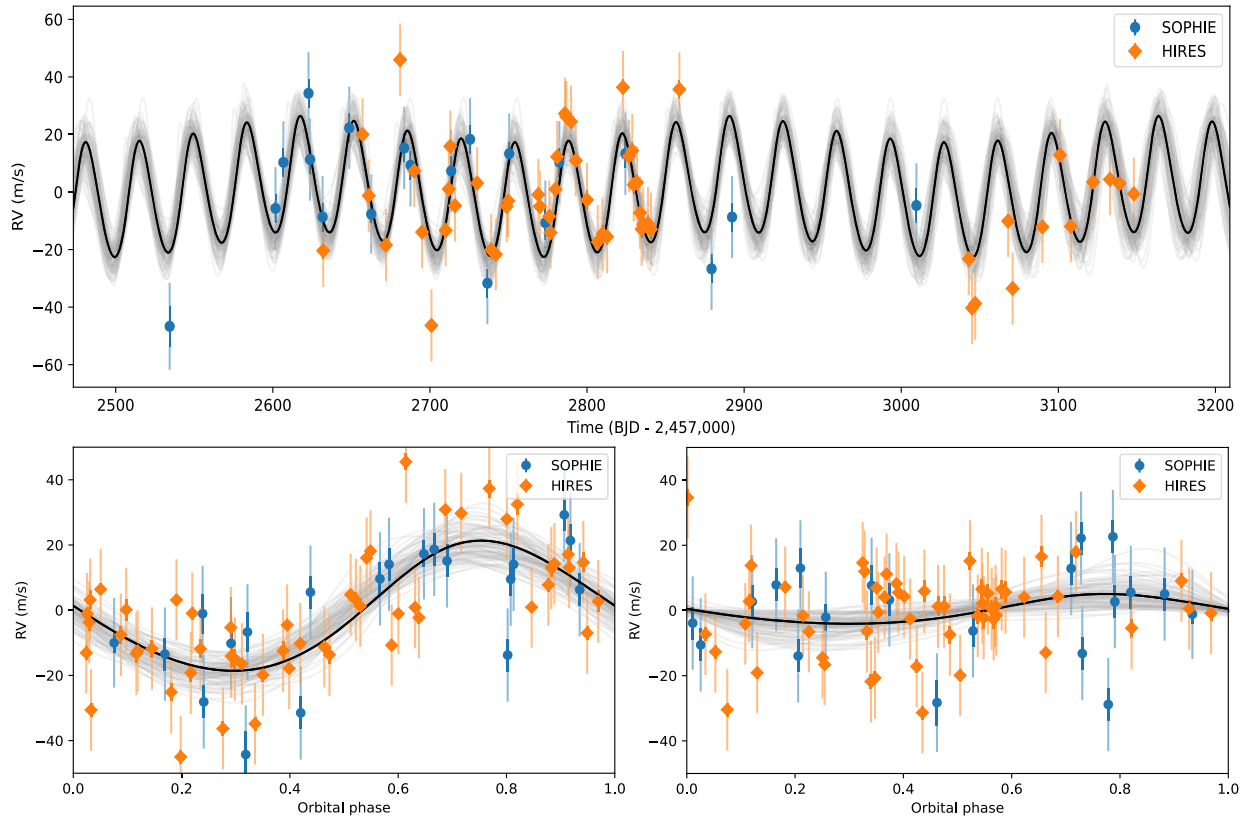 60
40
20
0
−20
−40
−60
RV (m/s)
SOPHIE
HIRES
2500 2600 2700 2800 2900 3000 3100 3200
Time (BJD - 2,457,000)
40
20
0
−20
−40
RV (m/s)
SOPHIE
HIRES
0.0 0.2 0.4 0.6 0.8 1.0
Orbital phase
40
20
0
−20
−40
RV (m/s)
SOPHIE
HIRES
0.0 0.2 0.4 0.6 0.8 1.0
Orbital phase